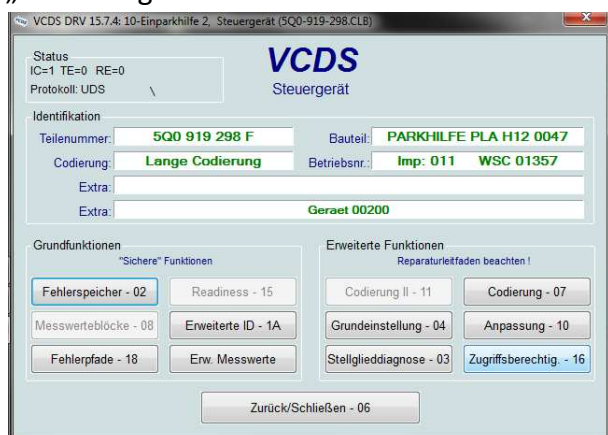 VCDS DRV 15.7.4: 10-Einparkhilfe 2, Steuergerät (5Q0-919-298.CLB)
Status
IC=1 TE=0 RE=0
Protokoll: UDS \
VCDS
Steuergerät
Identifikation
Teilenummer: 5Q0 919 298 F Bauteil: PARKHILFE PLA H12 0047
Codierung: Lange Codierung Betriebsnr.: Imp: 011 WSC 01357
Extra:
Extra: Geraet 00200
Grundfunktionen
"Sichere" Funktionen
Fehlerspeicher - 02 Readiness - 15
Messwerteblöcke - 08 Erweiterte ID - 1A
Fehlerpfade - 18 Erw. Messwerte
Erweiterte Funktionen
Reparaturleitfaden beachten !
Codierung II - 11 Codierung - 07
Grundeinstellung - 04 Anpassung - 10
Stellglieddiagnose - 03 Zugriffsberechtig. - 16
Zurück/Schließen - 06